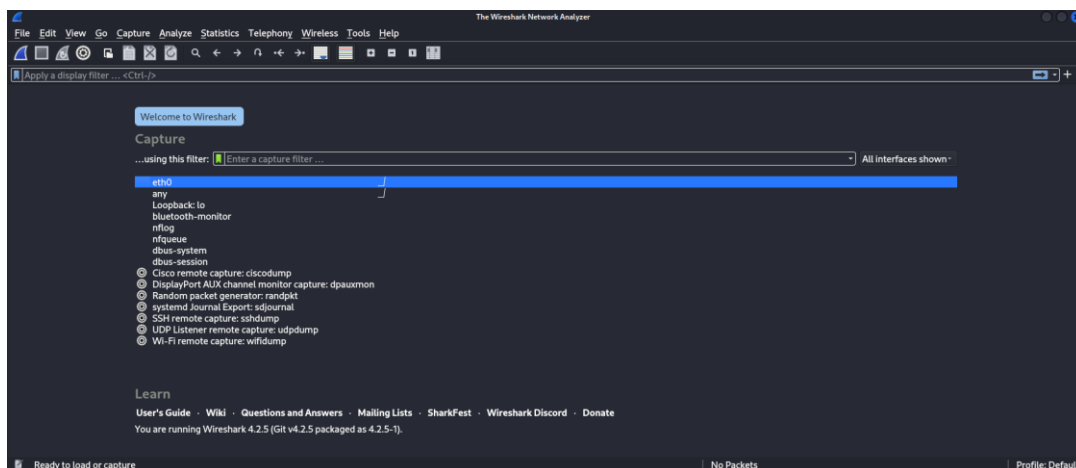 The Wireshark Network Analyzer
File Edit View Go Capture Analyze Statistics Telephony Wireless Tools Help
Apply a display filter ... <Ctrl-/>
Welcome to Wireshark
Capture
...using this filter: Enter a capture filter ... All interfaces shown
eth0
any
Loopback: lo
bluetooth-monitor
nflog
nfqueue
dbus-system
dbus-session
Cisco remote capture: ciscodump
DisplayPort AUX channel monitor capture: dpauxmon
Random packet generator: randpkt
systemd Journal Export: sdjournal
SSH remote capture: sshdump
UDP Listener remote capture: udpdump
Wi-Fi remote capture: wifidump
Learn
User's Guide · Wiki · Questions and Answers · Mailing Lists · SharkFest · Wireshark Discord · Donate
You are running Wireshark 4.2.5 (Git v4.2.5 packaged as 4.2.5-1).
Ready to load or capture No Packets Profile: Defaul